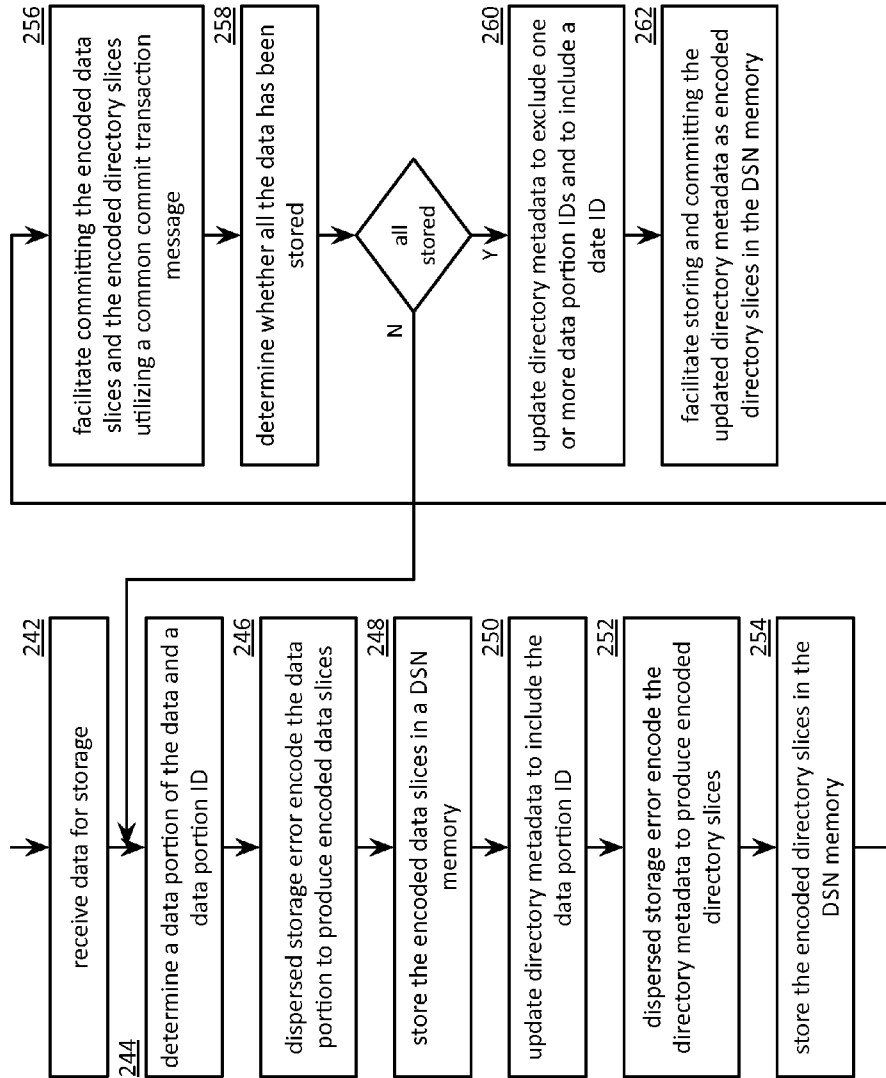 242
receive data for storage
244
determine a data portion of the data and a
data portion ID
246
dispersed storage error encode the data
portion to produce encoded data slices
248
store the encoded data slices in a DSN
memory
250
update directory metadata to include the
data portion ID
252
dispersed storage error encode the
directory metadata to produce encoded
directory slices
254
store the encoded directory slices in the
DSN memory
256
facilitate committing the encoded data
slices and the encoded directory slices
utilizing a common commit transaction
message
258
determine whether all the data has been
stored
all
stored
N
Y
260
update directory metadata to exclude one
or more data portion IDs and to include a
date ID
262
facilitate storing and committing the
updated directory metadata as encoded
directory slices in the DSN memory